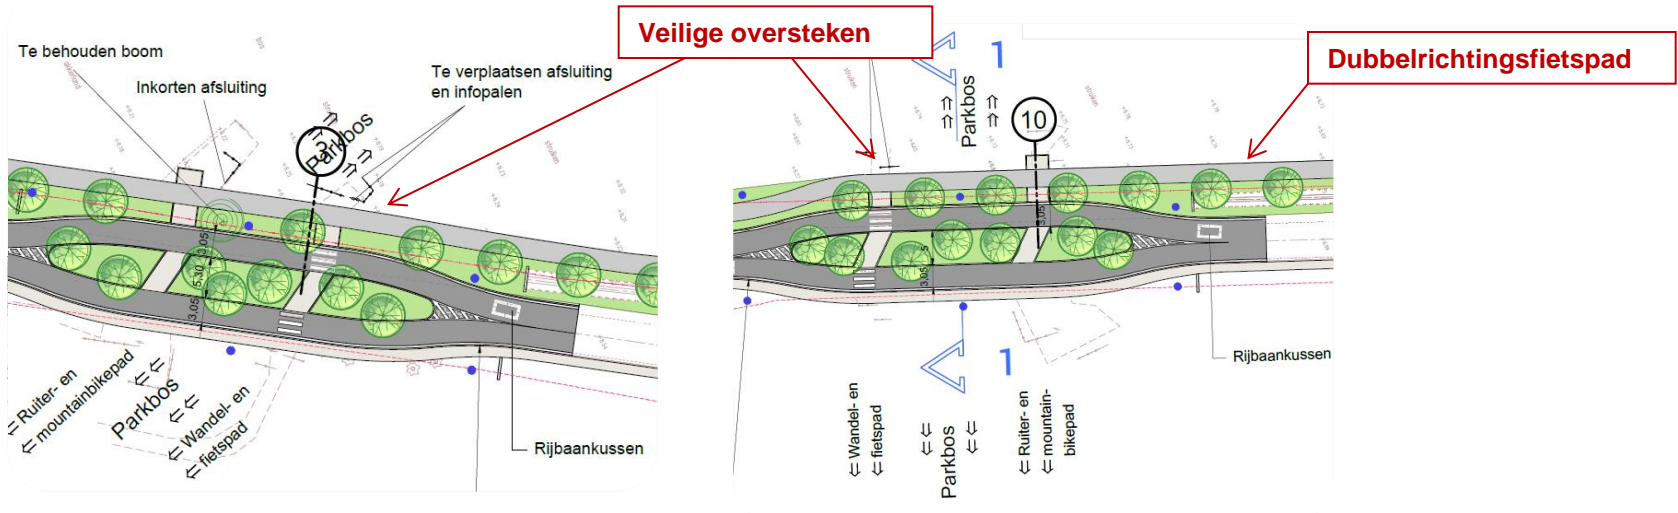 Veilige oversteken
Dubbelrichtingsfietspad
Te behouden boom
Inkorten afsluiting
Te verplaatsen afsluiting
en infopalen
Parkbos
3
3,05
5,30
3,05
⇐ Ruiter- en
⇐ mountainbikepad
Parkbos
⇐ Wandel- en
⇐ fietspad
Rijbaankussen
1
Parkbos
10
struiken
3,05
3,05
Rijbaankussen
1
⇐ Wandel- en
⇐ fietspad
Parkbos
⇐ Ruiter- en
⇐ mountain-
bikepad